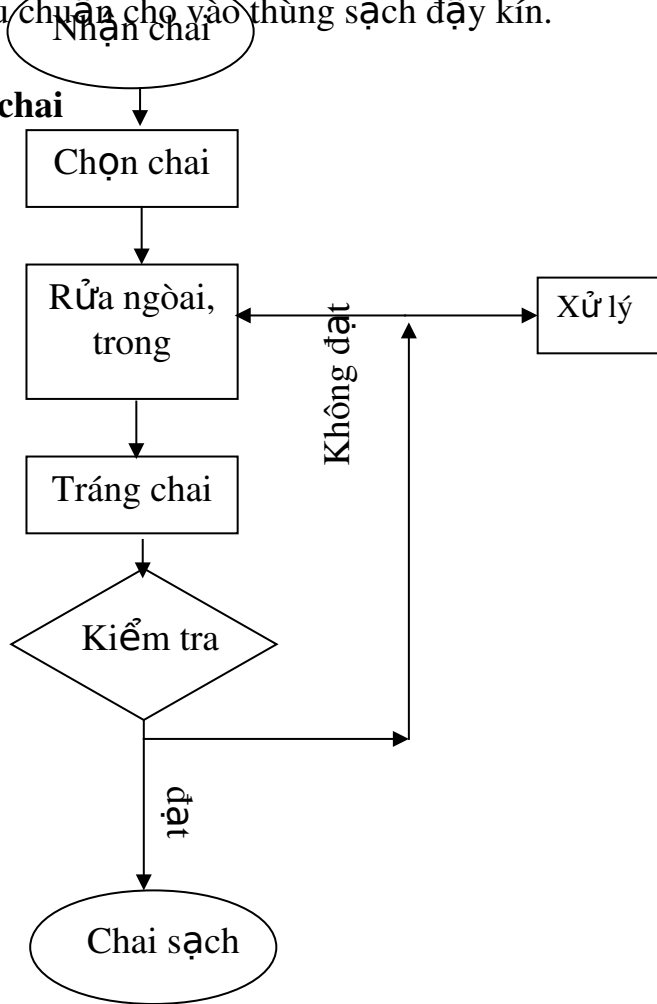 chuẩn cho vào thùng sạch đậy kín.
Nhận chai
chai
Chọn chai
Rửa ngòai,
trong
Không đạt
Xử lý
Tráng chai
Kiểm tra
đạt
Chai sạch